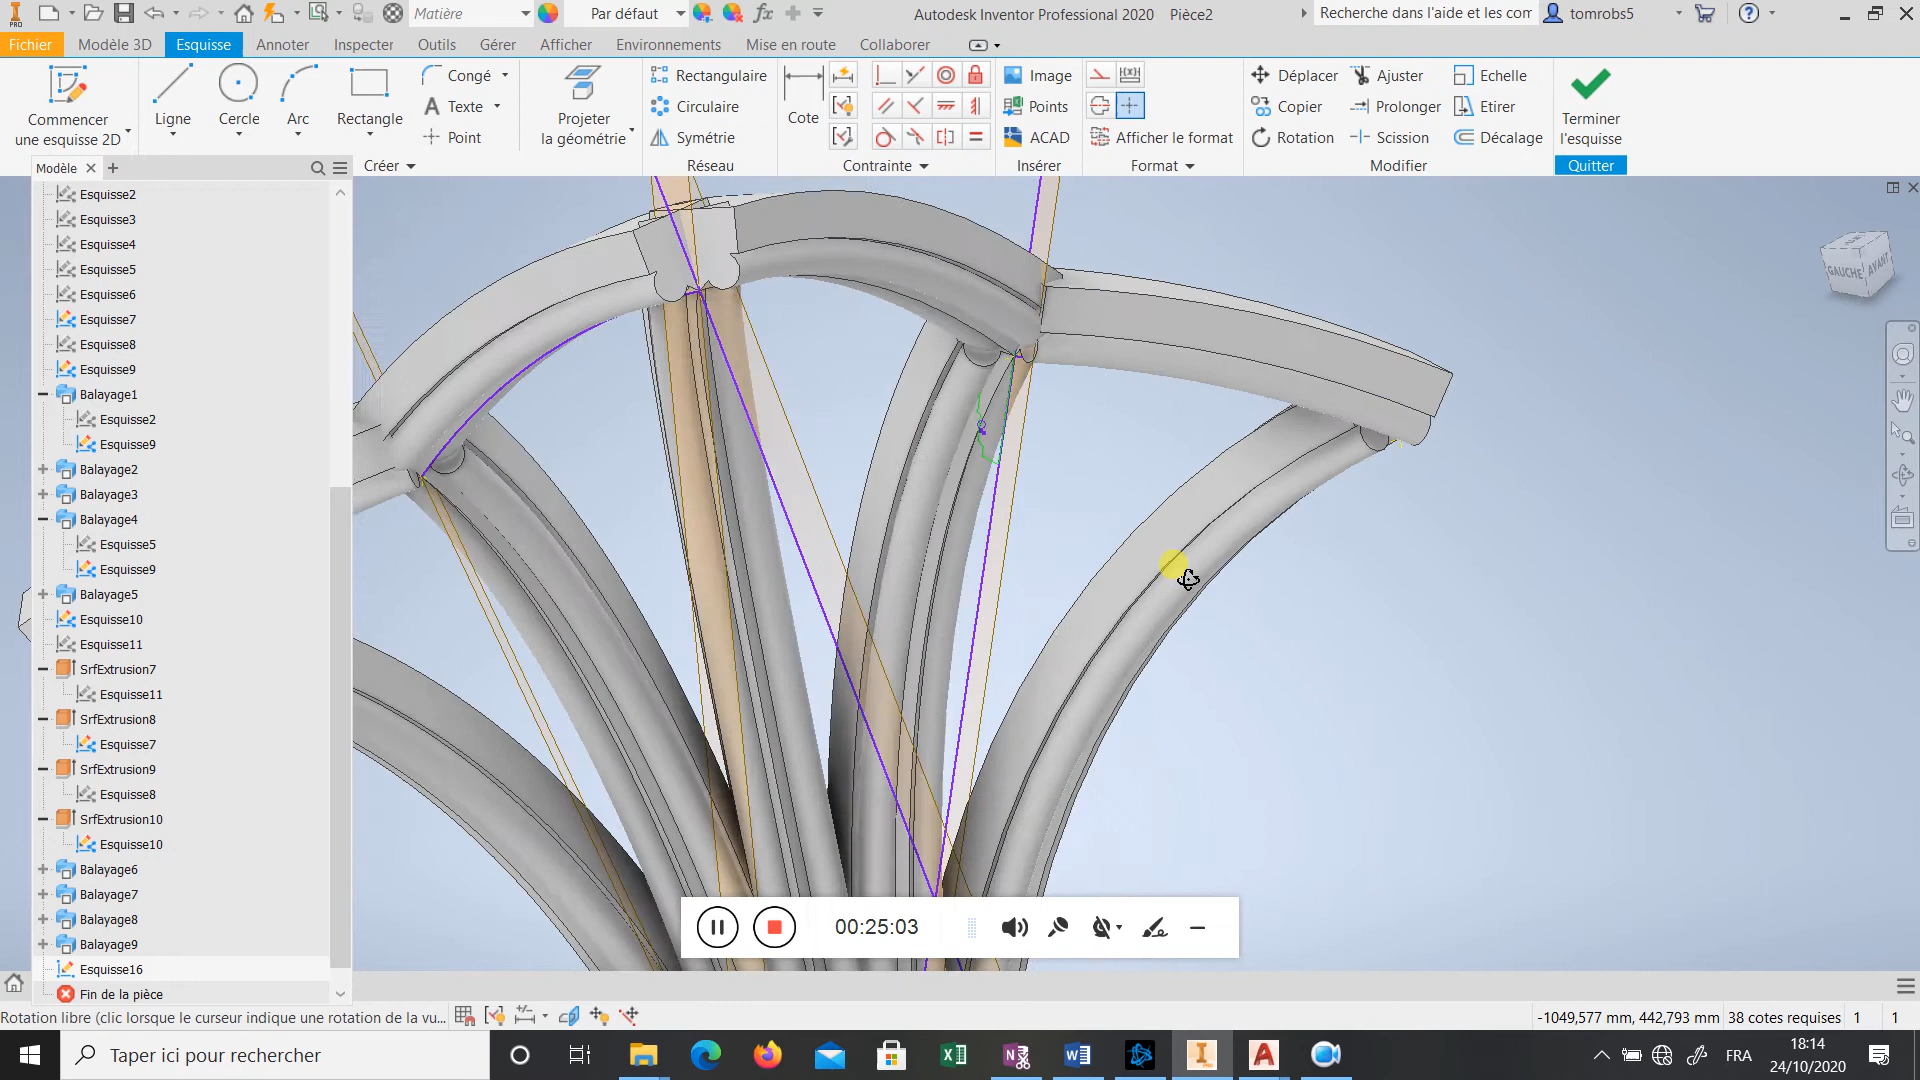 Matière
Par défaut
Autodesk Inventor Professional 2020 Pièce2
Recherche dans l'aide et les com
tomrobs5
PRO
Fichier
Modèle 3D
Esquisse
Annoter
Inspecter
Outils
Gérer
Afficher
Environnements
Mise en route
Collaborer
Commencer
une esquisse 2D
Ligne
Cercle
Arc
Rectangle
Congé
Texte
Point
Projeter
la géométrie
Rectangulaire
Circulaire
Symétrie
Cote
Image
Points
ACAD
Afficher le format
Déplacer
Copier
Rotation
Ajuster
Prolonger
Scission
Echelle
Etirer
Décalage
Terminer
l'esquisse
Créer
Réseau
Contrainte
Insérer
Format
Modifier
Quitter
Modèle
Esquisse2
Esquisse3
Esquisse4
Esquisse5
Esquisse6
Esquisse7
Esquisse8
Esquisse9
Balayage1
Esquisse2
Esquisse9
Balayage2
Balayage3
Balayage4
Esquisse5
Esquisse9
Balayage5
Esquisse10
Esquisse11
SrfExtrusion7
Esquisse11
SrfExtrusion8
Esquisse7
SrfExtrusion9
Esquisse8
SrfExtrusion10
Esquisse10
Balayage6
Balayage7
Balayage8
Balayage9
Esquisse16
Fin de la pièce
GAUCHE
AVANT
00:25:03
Rotation libre (clic lorsque le curseur indique une rotation de la vu...
-1049,577 mm, 442,793 mm
38 cotes requises
1
1
Taper ici pour rechercher
FRA
18:14
24/10/2020